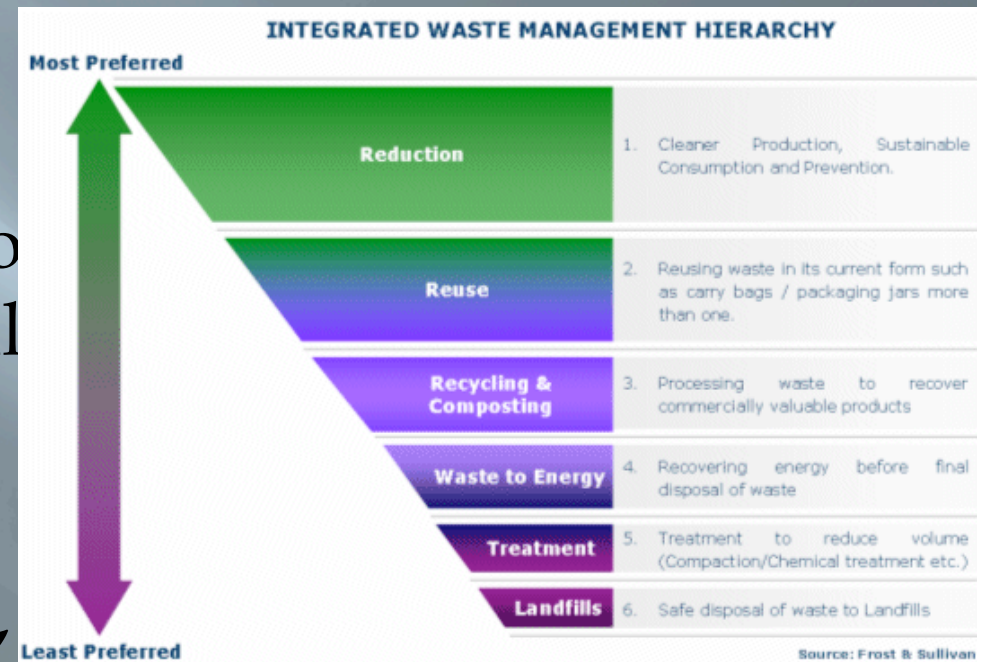 INTEGRATED WASTE MANAGEMENT HIERARCHY
Most Preferred
Reduction
1. Cleaner Production, Sustainable
Consumption and Prevention.
Reuse
2. Reusing waste in its current form such
as carry bags / packaging jars more
than one.
Recycling &
Composting
3. Processing waste to recover
commercially valuable products
Waste to Energy
4. Recovering energy before final
disposal of waste
Treatment
5. Treatment to reduce volume
(Compaction/Chemical treatment etc.)
Landfills
6. Safe disposal of waste to Landfills
Least Preferred
Source: Frost & Sullivan